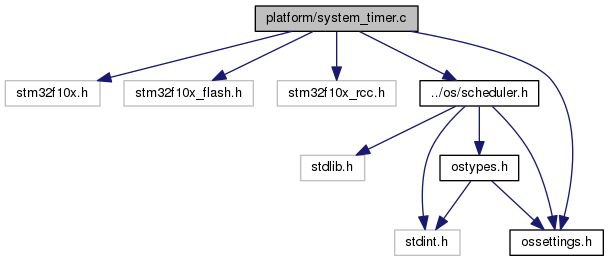 platform/system_timer.c
stm32f10x.h
stm32f10x_flash.h
stm32f10x_rcc.h
../os/scheduler.h
stdlib.h
ostypes.h
stdint.h
ossettings.h